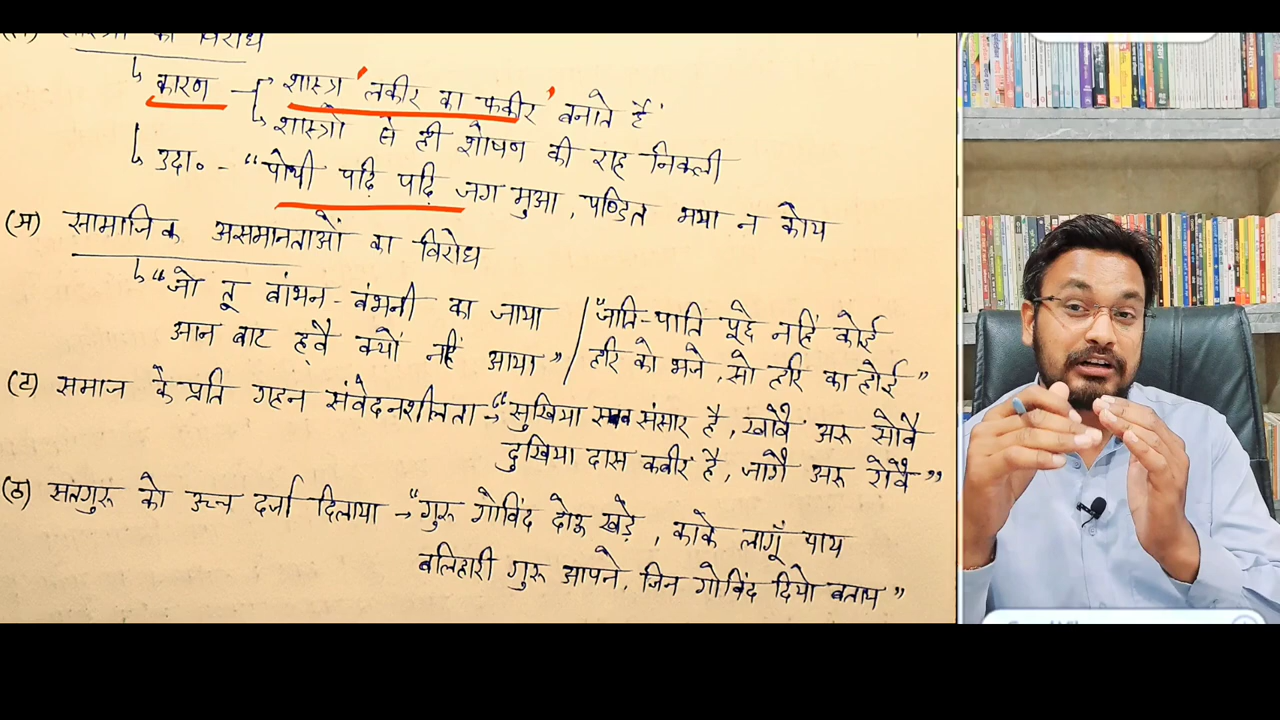 का विरोध
कारण - शास्त्र 'लकीर का फकीर' बनाते हैं
शास्त्रों से ही शोषण की राह निकली
उदा० - "पोथी पढ़ि पढ़ि जग मुआ, पण्डित भया न कोय
(ञ) सामाजिक असमानताओं का विरोध
"जो तू बांभन-बंभनी का जाया
आन बाट ह्वै क्यों नहिं आया"
"जाति-पाति पूछे नहिं कोई
हरि को भजे, सो हरि का होई"
(ट) समाज के प्रति गहन संवेदनशीलता → "सुखिया सब संसार है, खावै अरु सोवै
दुखिया दास कबीर है, जागै अरु रोवै"
(ठ) सतगुरु को उच्च दर्जा दिलाया → "गुरु गोविंद दोऊ खड़े, काके लागूँ पाय
बलिहारी गुरु आपने, जिन गोविंद दियो बताय"